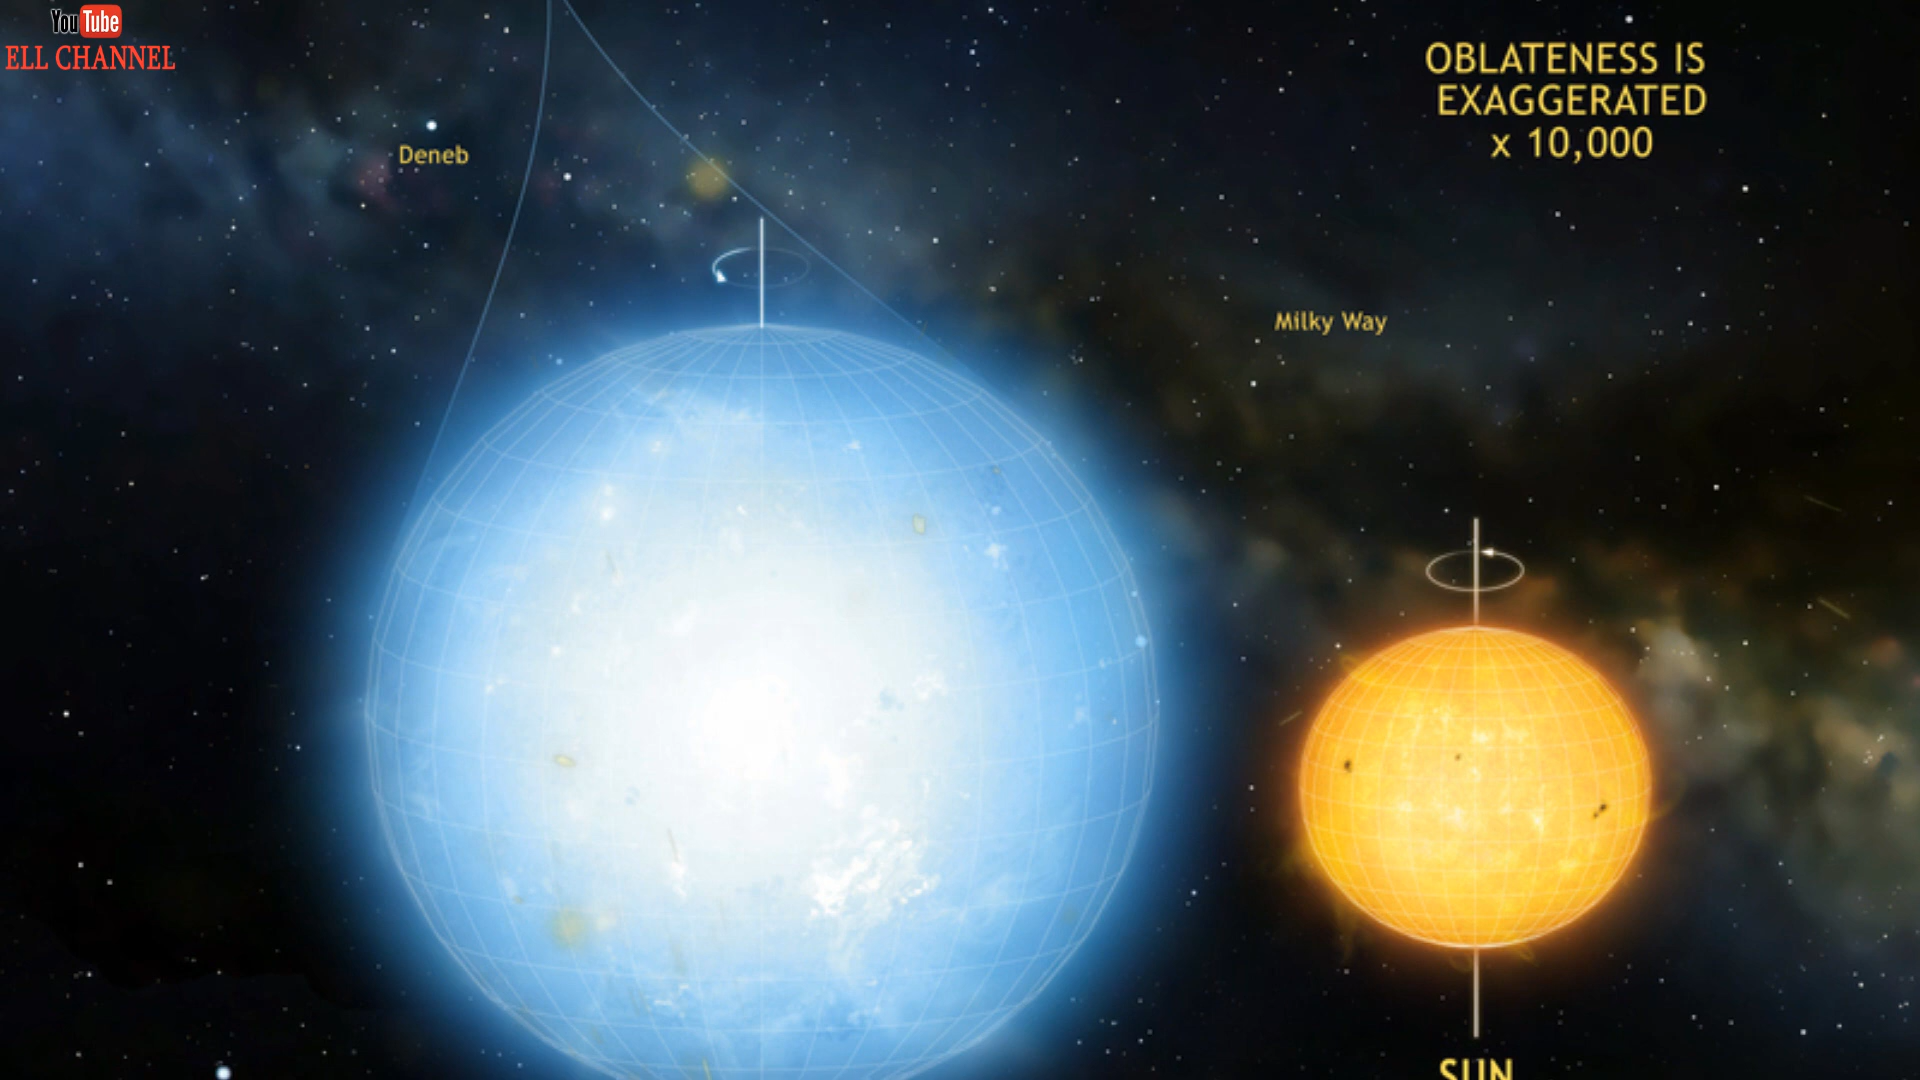 YouTube
ELL CHANNEL
OBLATENESS IS
EXAGGERATED
x 10,000
Deneb
Milky Way
SUN